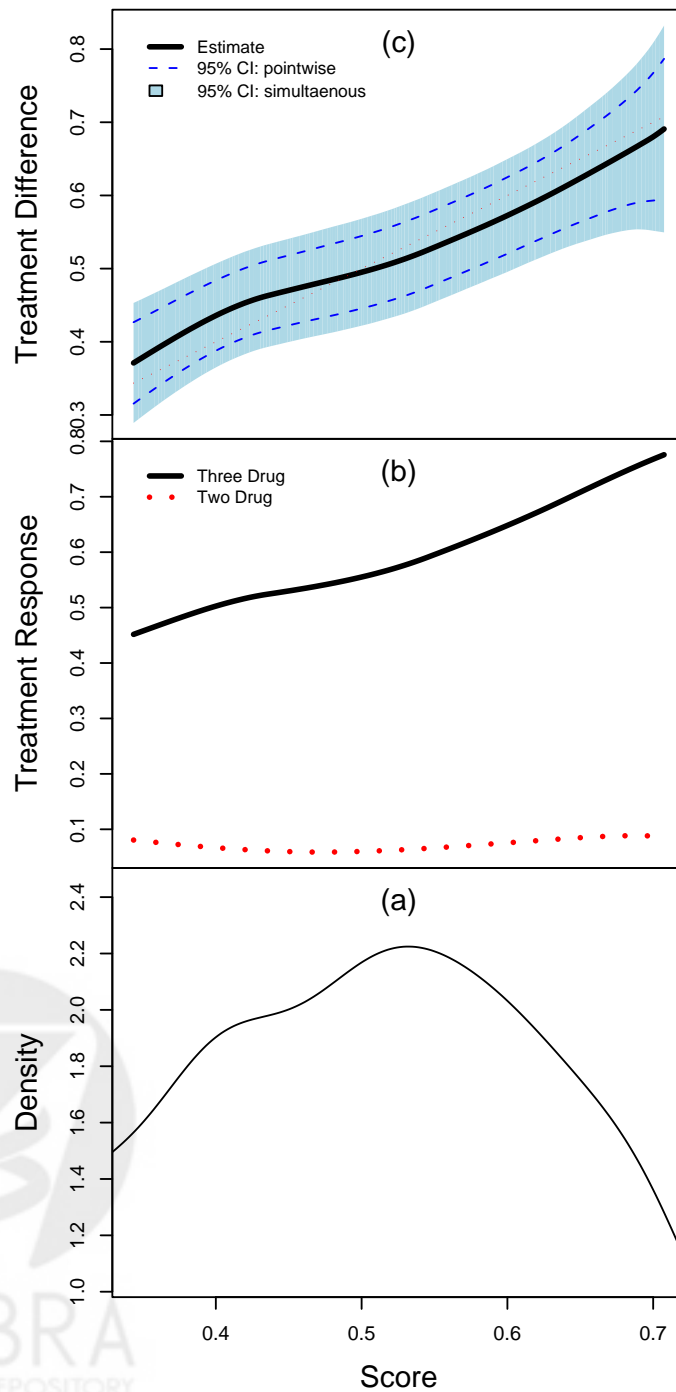 (c)
Estimate
95% CI: pointwise
95% CI: simultaenous
Treatment Difference
0.8
0.7
0.6
0.5
0.4
0.3
(b)
Three Drug
Two Drug
Treatment Response
0.8
0.7
0.6
0.5
0.4
0.3
0.2
0.1
(a)
Density
2.4
2.2
2.0
1.8
1.6
1.4
1.2
1.0
0.4 0.5 0.6 0.7
Score
BRA
EPOSITORY